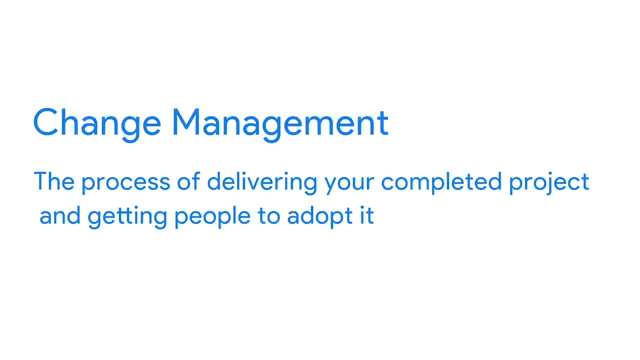 Change Management
The process of delivering your completed project
and getting people to adopt it